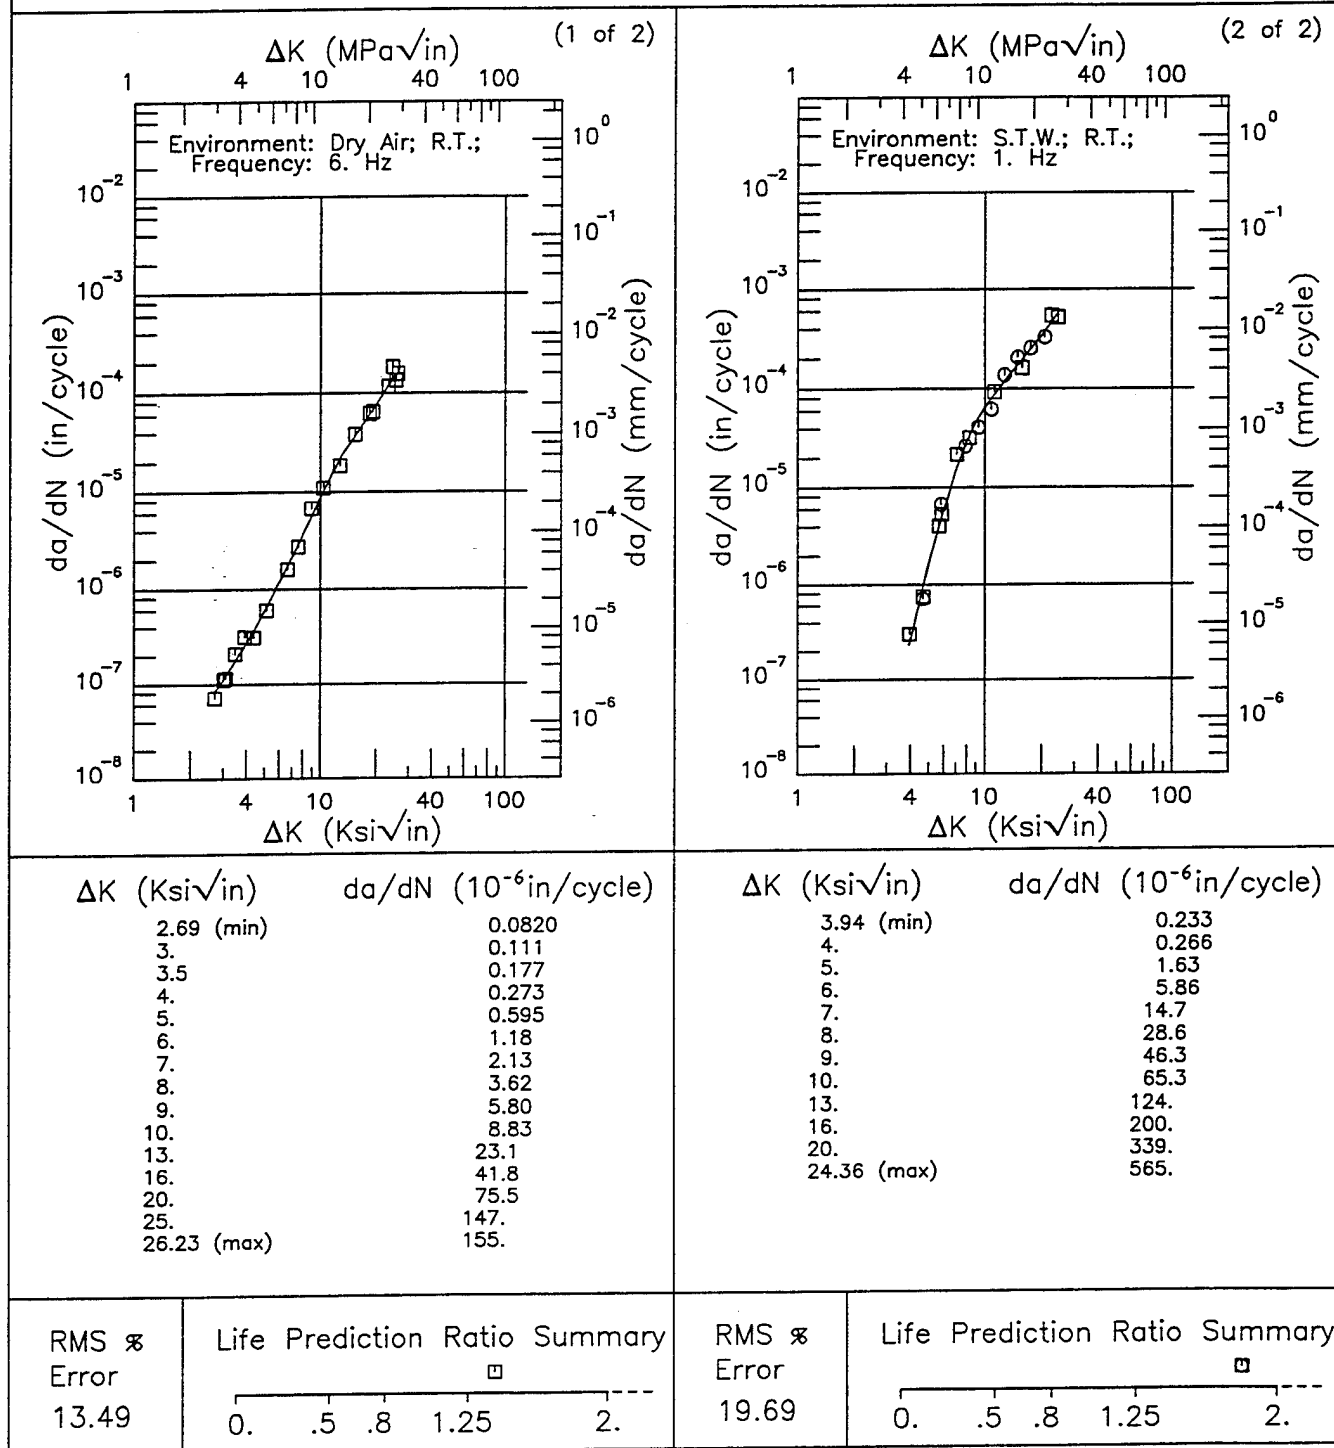 (1 of 2)
ΔK (MPa√in)
1 4 10 40 100
Environment: Dry Air; R.T.;
Frequency: 6. Hz
da/dN (in/cycle)
10⁻²
10⁻³
10⁻⁴
10⁻⁵
10⁻⁶
10⁻⁷
10⁻⁸
10⁰
10⁻¹
10⁻²
10⁻³
10⁻⁴
10⁻⁵
10⁻⁶
da/dN (mm/cycle)
1 4 10 40 100
ΔK (Ksi√in)
(2 of 2)
ΔK (MPa√in)
1 4 10 40 100
Environment: S.T.W.; R.T.;
Frequency: 1. Hz
da/dN (in/cycle)
10⁻²
10⁻³
10⁻⁴
10⁻⁵
10⁻⁶
10⁻⁷
10⁻⁸
10⁰
10⁻¹
10⁻²
10⁻³
10⁻⁴
10⁻⁵
10⁻⁶
da/dN (mm/cycle)
1 4 10 40 100
ΔK (Ksi√in)
ΔK (Ksi√in) da/dN (10⁻⁶in/cycle)
2.69 (min) 0.0820
3. 0.111
3.5 0.177
4. 0.273
5. 0.595
6. 1.18
7. 2.13
8. 3.62
9. 5.80
10. 8.83
13. 23.1
16. 41.8
20. 75.5
25. 147.
26.23 (max) 155.
ΔK (Ksi√in) da/dN (10⁻⁶in/cycle)
3.94 (min) 0.233
4. 0.266
5. 1.63
6. 5.86
7. 14.7
8. 28.6
9. 46.3
10. 65.3
13. 124.
16. 200.
20. 339.
24.36 (max) 565.
RMS %
Error
13.49
Life Prediction Ratio Summary
0. .5 .8 1.25 2.
RMS %
Error
19.69
Life Prediction Ratio Summary
0. .5 .8 1.25 2.